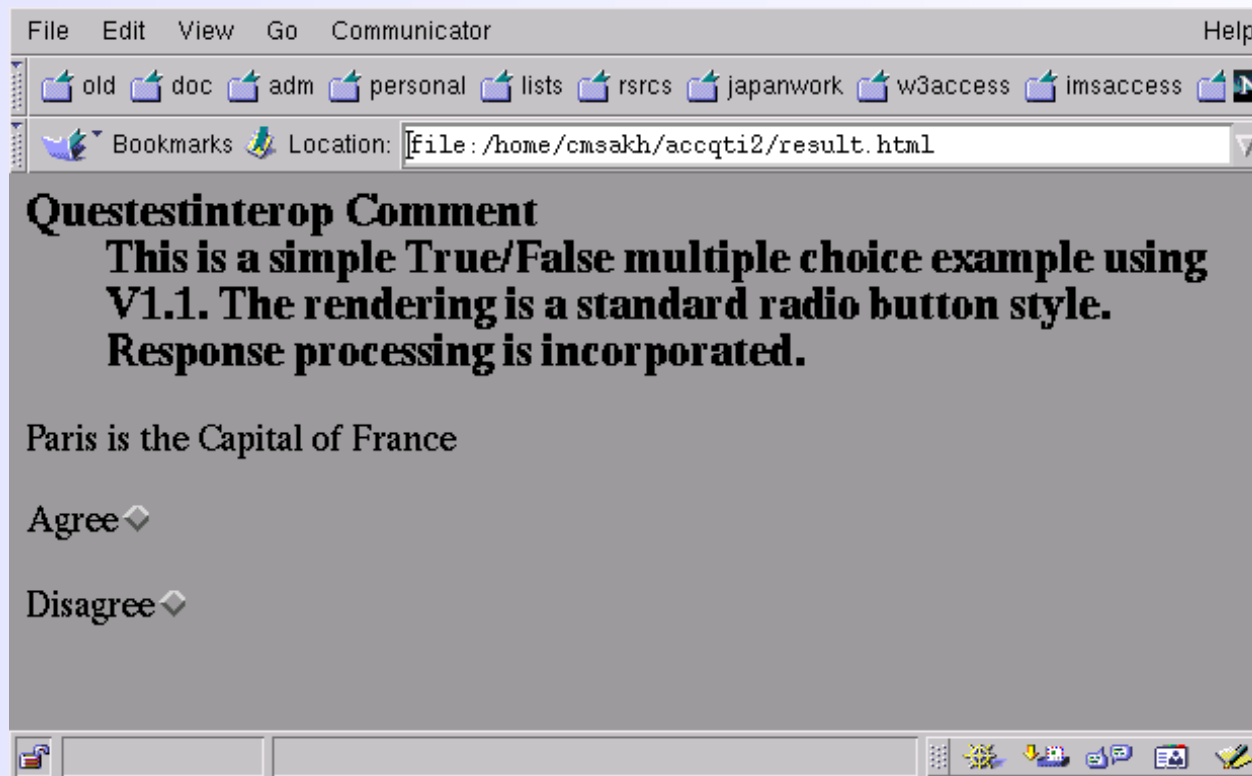 File Edit View Go Communicator Help
old doc adm personal lists rsrcs japanwork w3access imsaccess N
Bookmarks Location: file:/home/cmsakh/accqti2/result.html
Questestinterop Comment
This is a simple True/False multiple choice example using
V1.1. The rendering is a standard radio button style.
Response processing is incorporated.
Paris is the Capital of France
Agree
Disagree